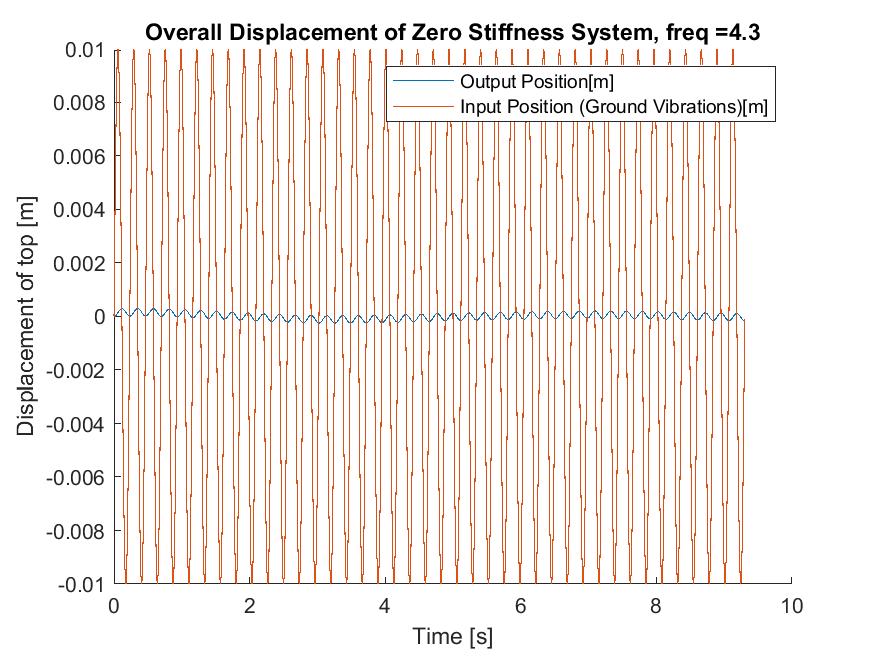 Overall Displacement of Zero Stiffness System, freq =4.3
0.01
0.008
0.006
0.004
0.002
0
-0.002
-0.004
-0.006
-0.008
-0.01
Displacement of top [m]
Output Position[m]
Input Position (Ground Vibrations)[m]
0 2 4 6 8 10
Time [s]